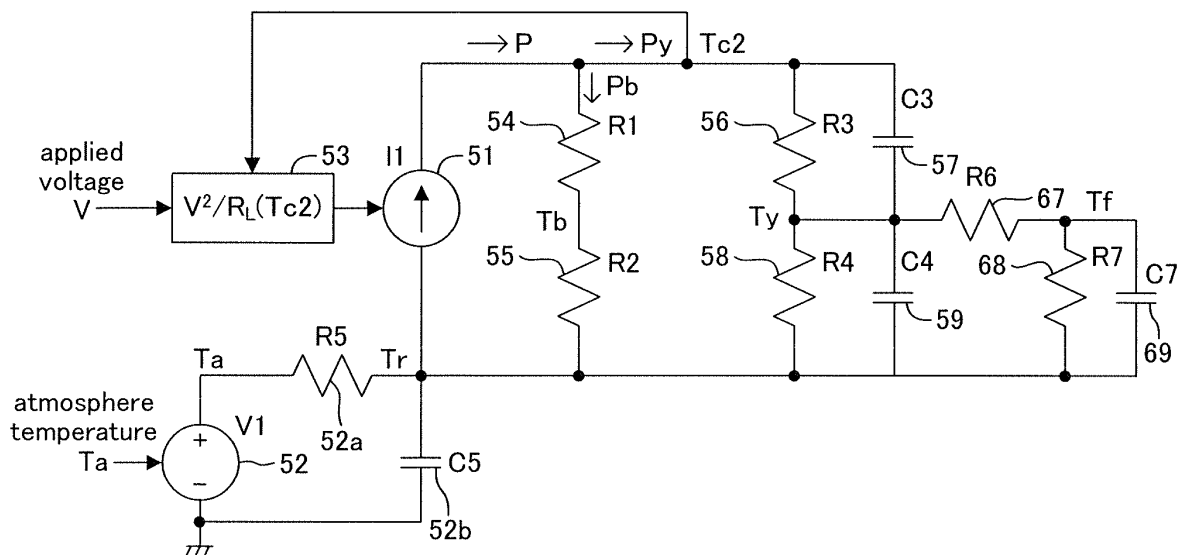 →P →Py Tc2
↓Pb
54 R1 56 R3 C3
applied
voltage
V
53
V²/R_L(Tc2)
I1 51
57
R6
67 Tf
Tb
Ty
55 R2 58 R4 C4
59
68 R7 C7
69
Ta R5 Tr
atmosphere
temperature
Ta
V1
+
−
52
52a
C5
52b